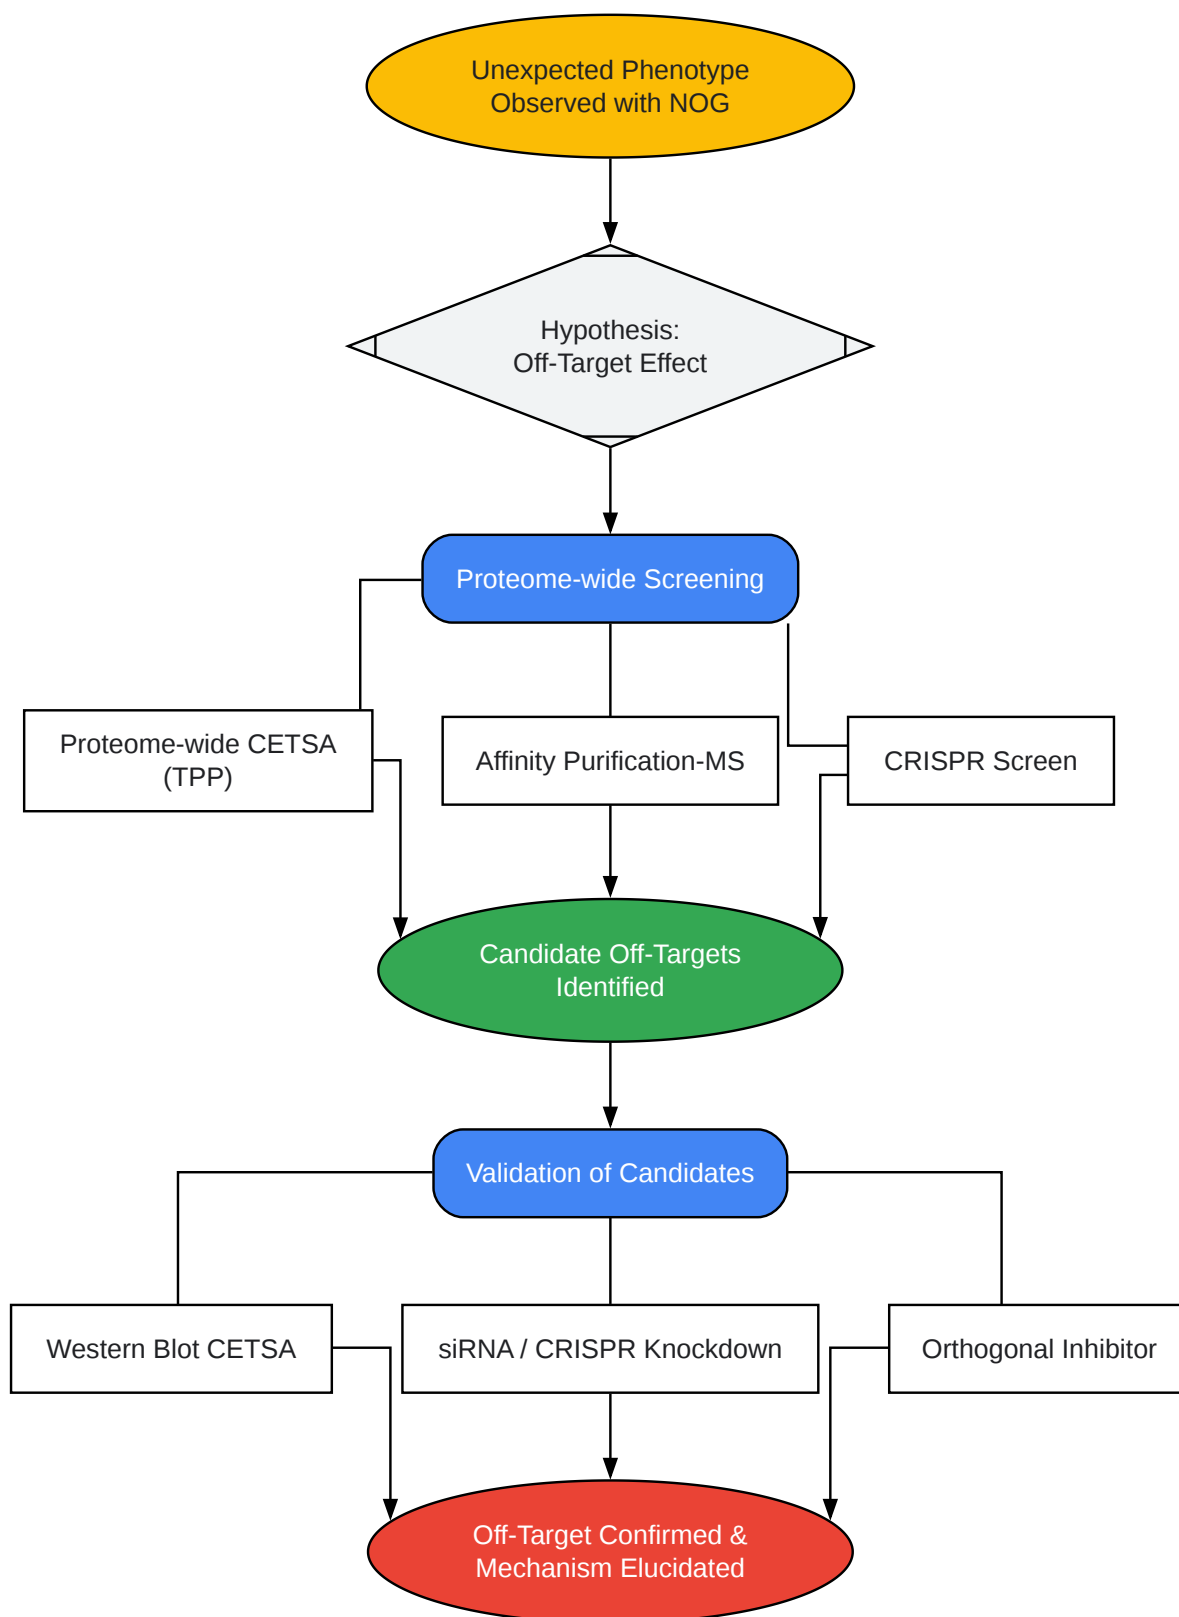 Unexpected Phenotype
Observed with NOG
Hypothesis:
Off-Target Effect
Proteome-wide Screening
Proteome-wide CETSA
(TPP)
Affinity Purification-MS
CRISPR Screen
Candidate Off-Targets
Identified
Validation of Candidates
Western Blot CETSA
siRNA / CRISPR Knockdown
Orthogonal Inhibitor
Off-Target Confirmed &
Mechanism Elucidated